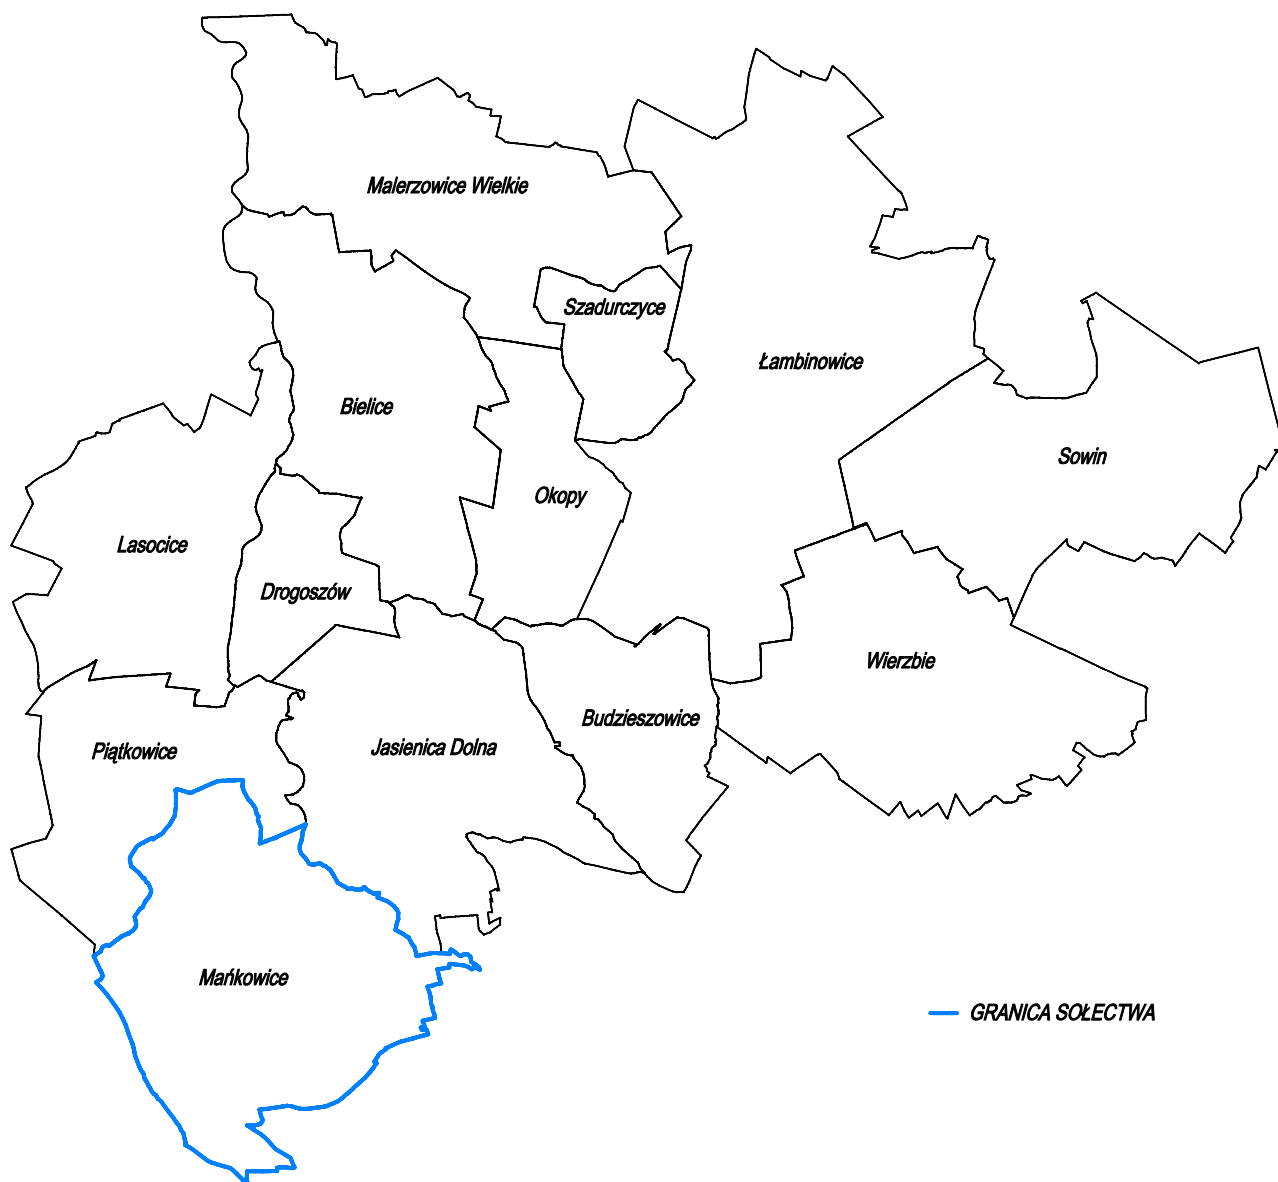 Malerzowice Wielkie
Szadurczyce
Łambinowice
Bielice
Sowin
Okopy
Lasocice
Drogoszów
Wierzbie
Budzieszowice
Piątkowice
Jasienica Dolna
Mańkowice
GRANICA SOŁECTWA